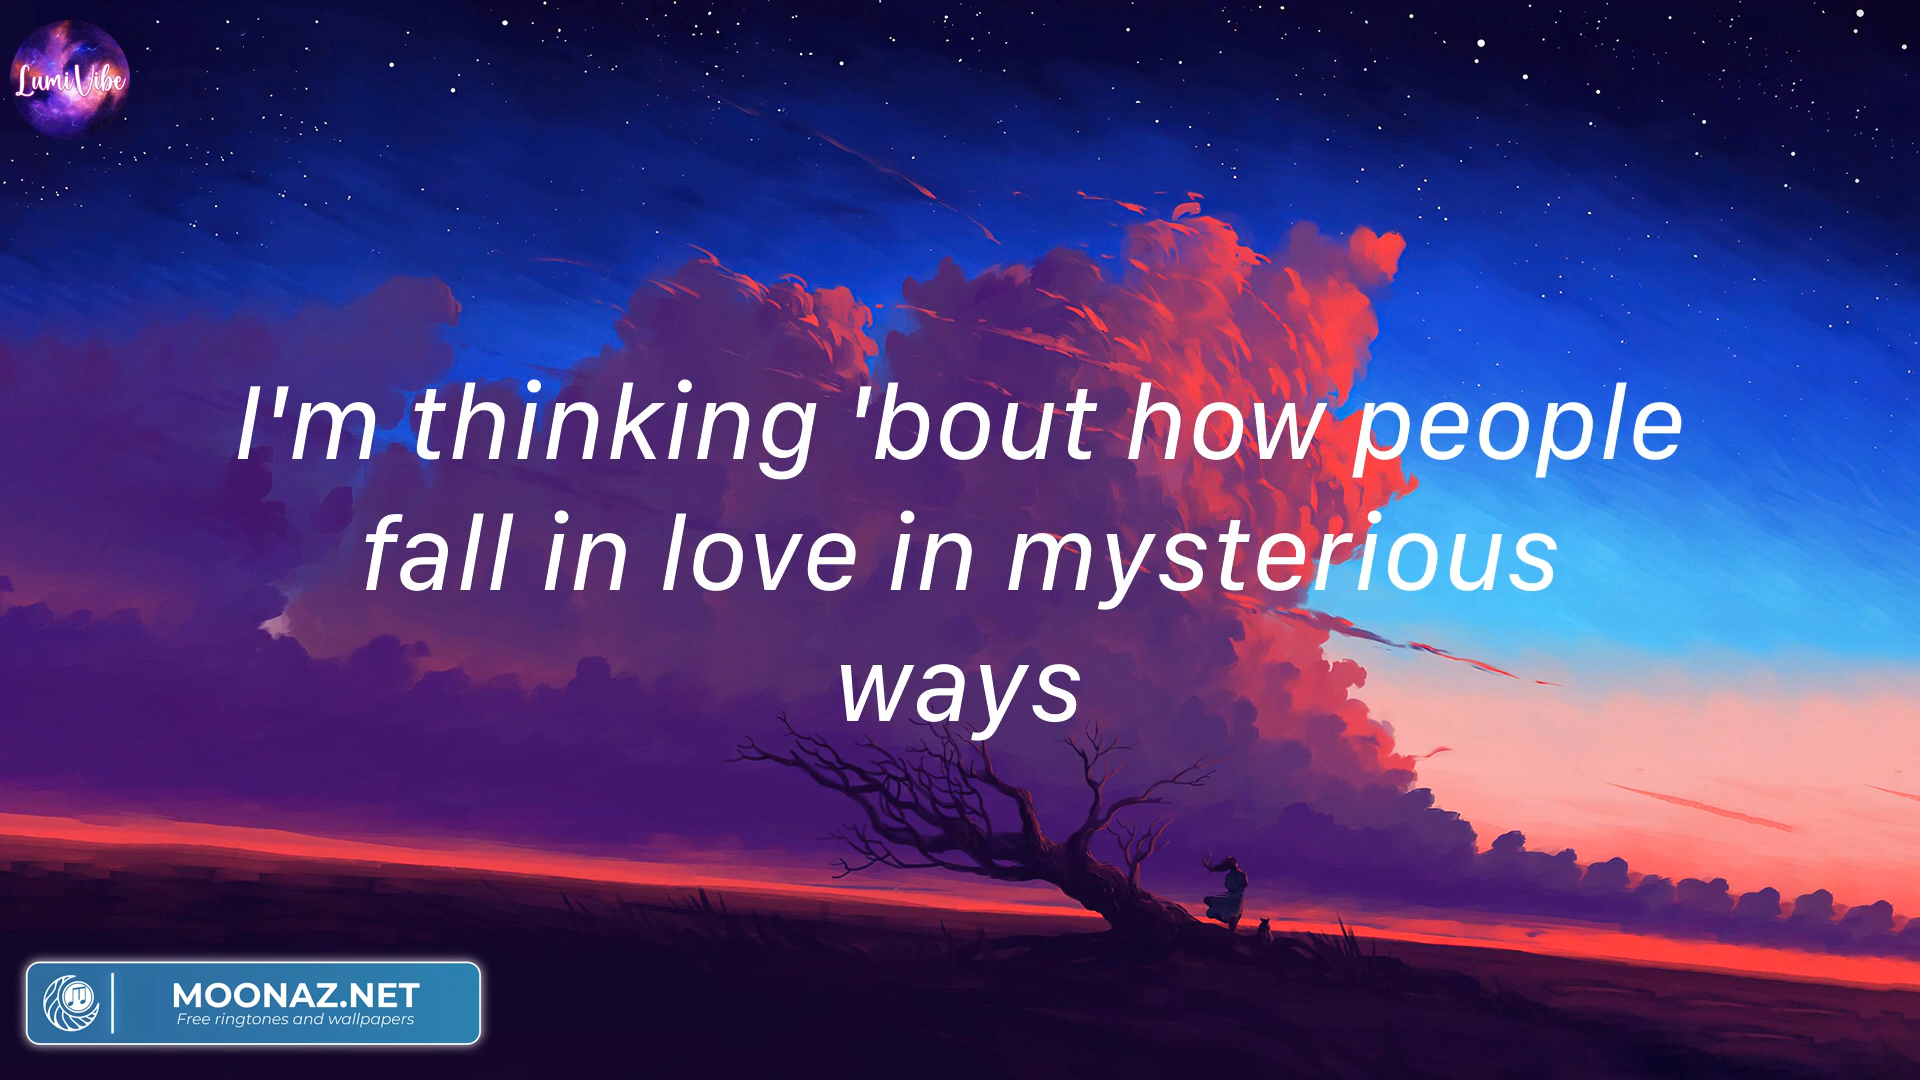 LumiVibe
I'm thinking 'bout how people
fall in love in mysterious
ways
MOONAZ.NET
Free ringtones and wallpapers